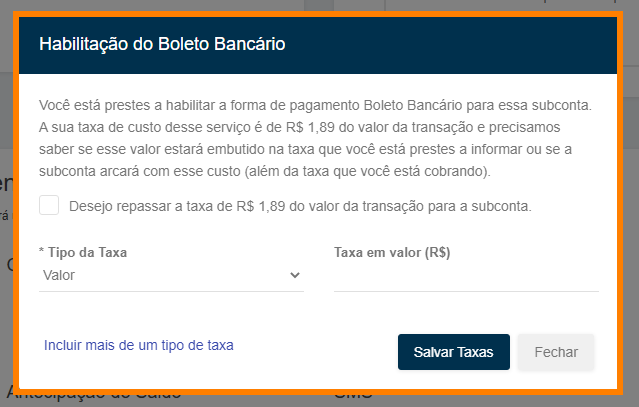 Habilitação do Boleto Bancário
Você está prestes a habilitar a forma de pagamento Boleto Bancário para essa subconta.
A sua taxa de custo desse serviço é de R$ 1,89 do valor da transação e precisamos
saber se esse valor estará embutido na taxa que você está prestes a informar ou se a
subconta arcará com esse custo (além da taxa que você está cobrando).
Desejo repassar a taxa de R$ 1,89 do valor da transação para a subconta.
* Tipo da Taxa
Taxa em valor (R$)
Valor
Incluir mais de um tipo de taxa
Salvar Taxas
Fechar